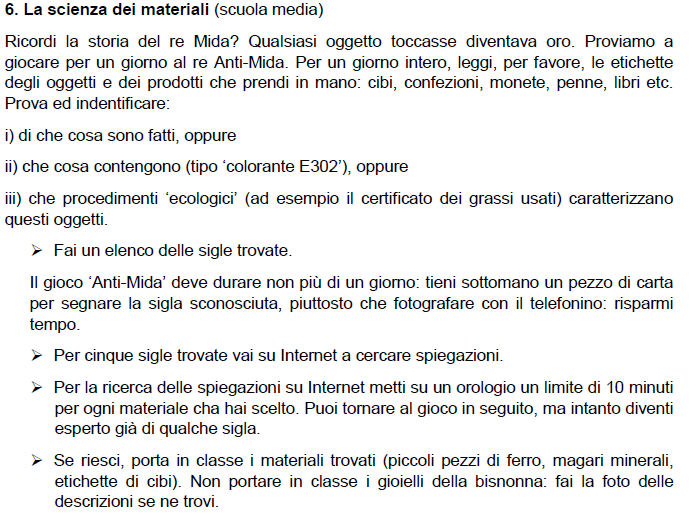 6. La scienza dei materiali (scuola media)
Ricordi la storia del re Mida? Qualsiasi oggetto toccasse diventava oro. Proviamo a
giocare per un giorno al re Anti-Mida. Per un giorno intero, leggi, per favore, le etichette
degli oggetti e dei prodotti che prendi in mano: cibi, confezioni, monete, penne, libri etc.
Prova ed indentificare:
i) di che cosa sono fatti, oppure
ii) che cosa contengono (tipo ‘colorante E302’), oppure
iii) che procedimenti ‘ecologici’ (ad esempio il certificato dei grassi usati) caratterizzano
questi oggetti.
➢ Fai un elenco delle sigle trovate.
Il gioco ‘Anti-Mida’ deve durare non più di un giorno: tieni sottomano un pezzo di carta
per segnare la sigla sconosciuta, piuttosto che fotografare con il telefonino: risparmi
tempo.
➢ Per cinque sigle trovate vai su Internet a cercare spiegazioni.
➢ Per la ricerca delle spiegazioni su Internet metti su un orologio un limite di 10 minuti
per ogni materiale cha hai scelto. Puoi tornare al gioco in seguito, ma intanto diventi
esperto già di qualche sigla.
➢ Se riesci, porta in classe i materiali trovati (piccoli pezzi di ferro, magari minerali,
etichette di cibi). Non portare in classe i gioielli della bisnonna: fai la foto delle
descrizioni se ne trovi.